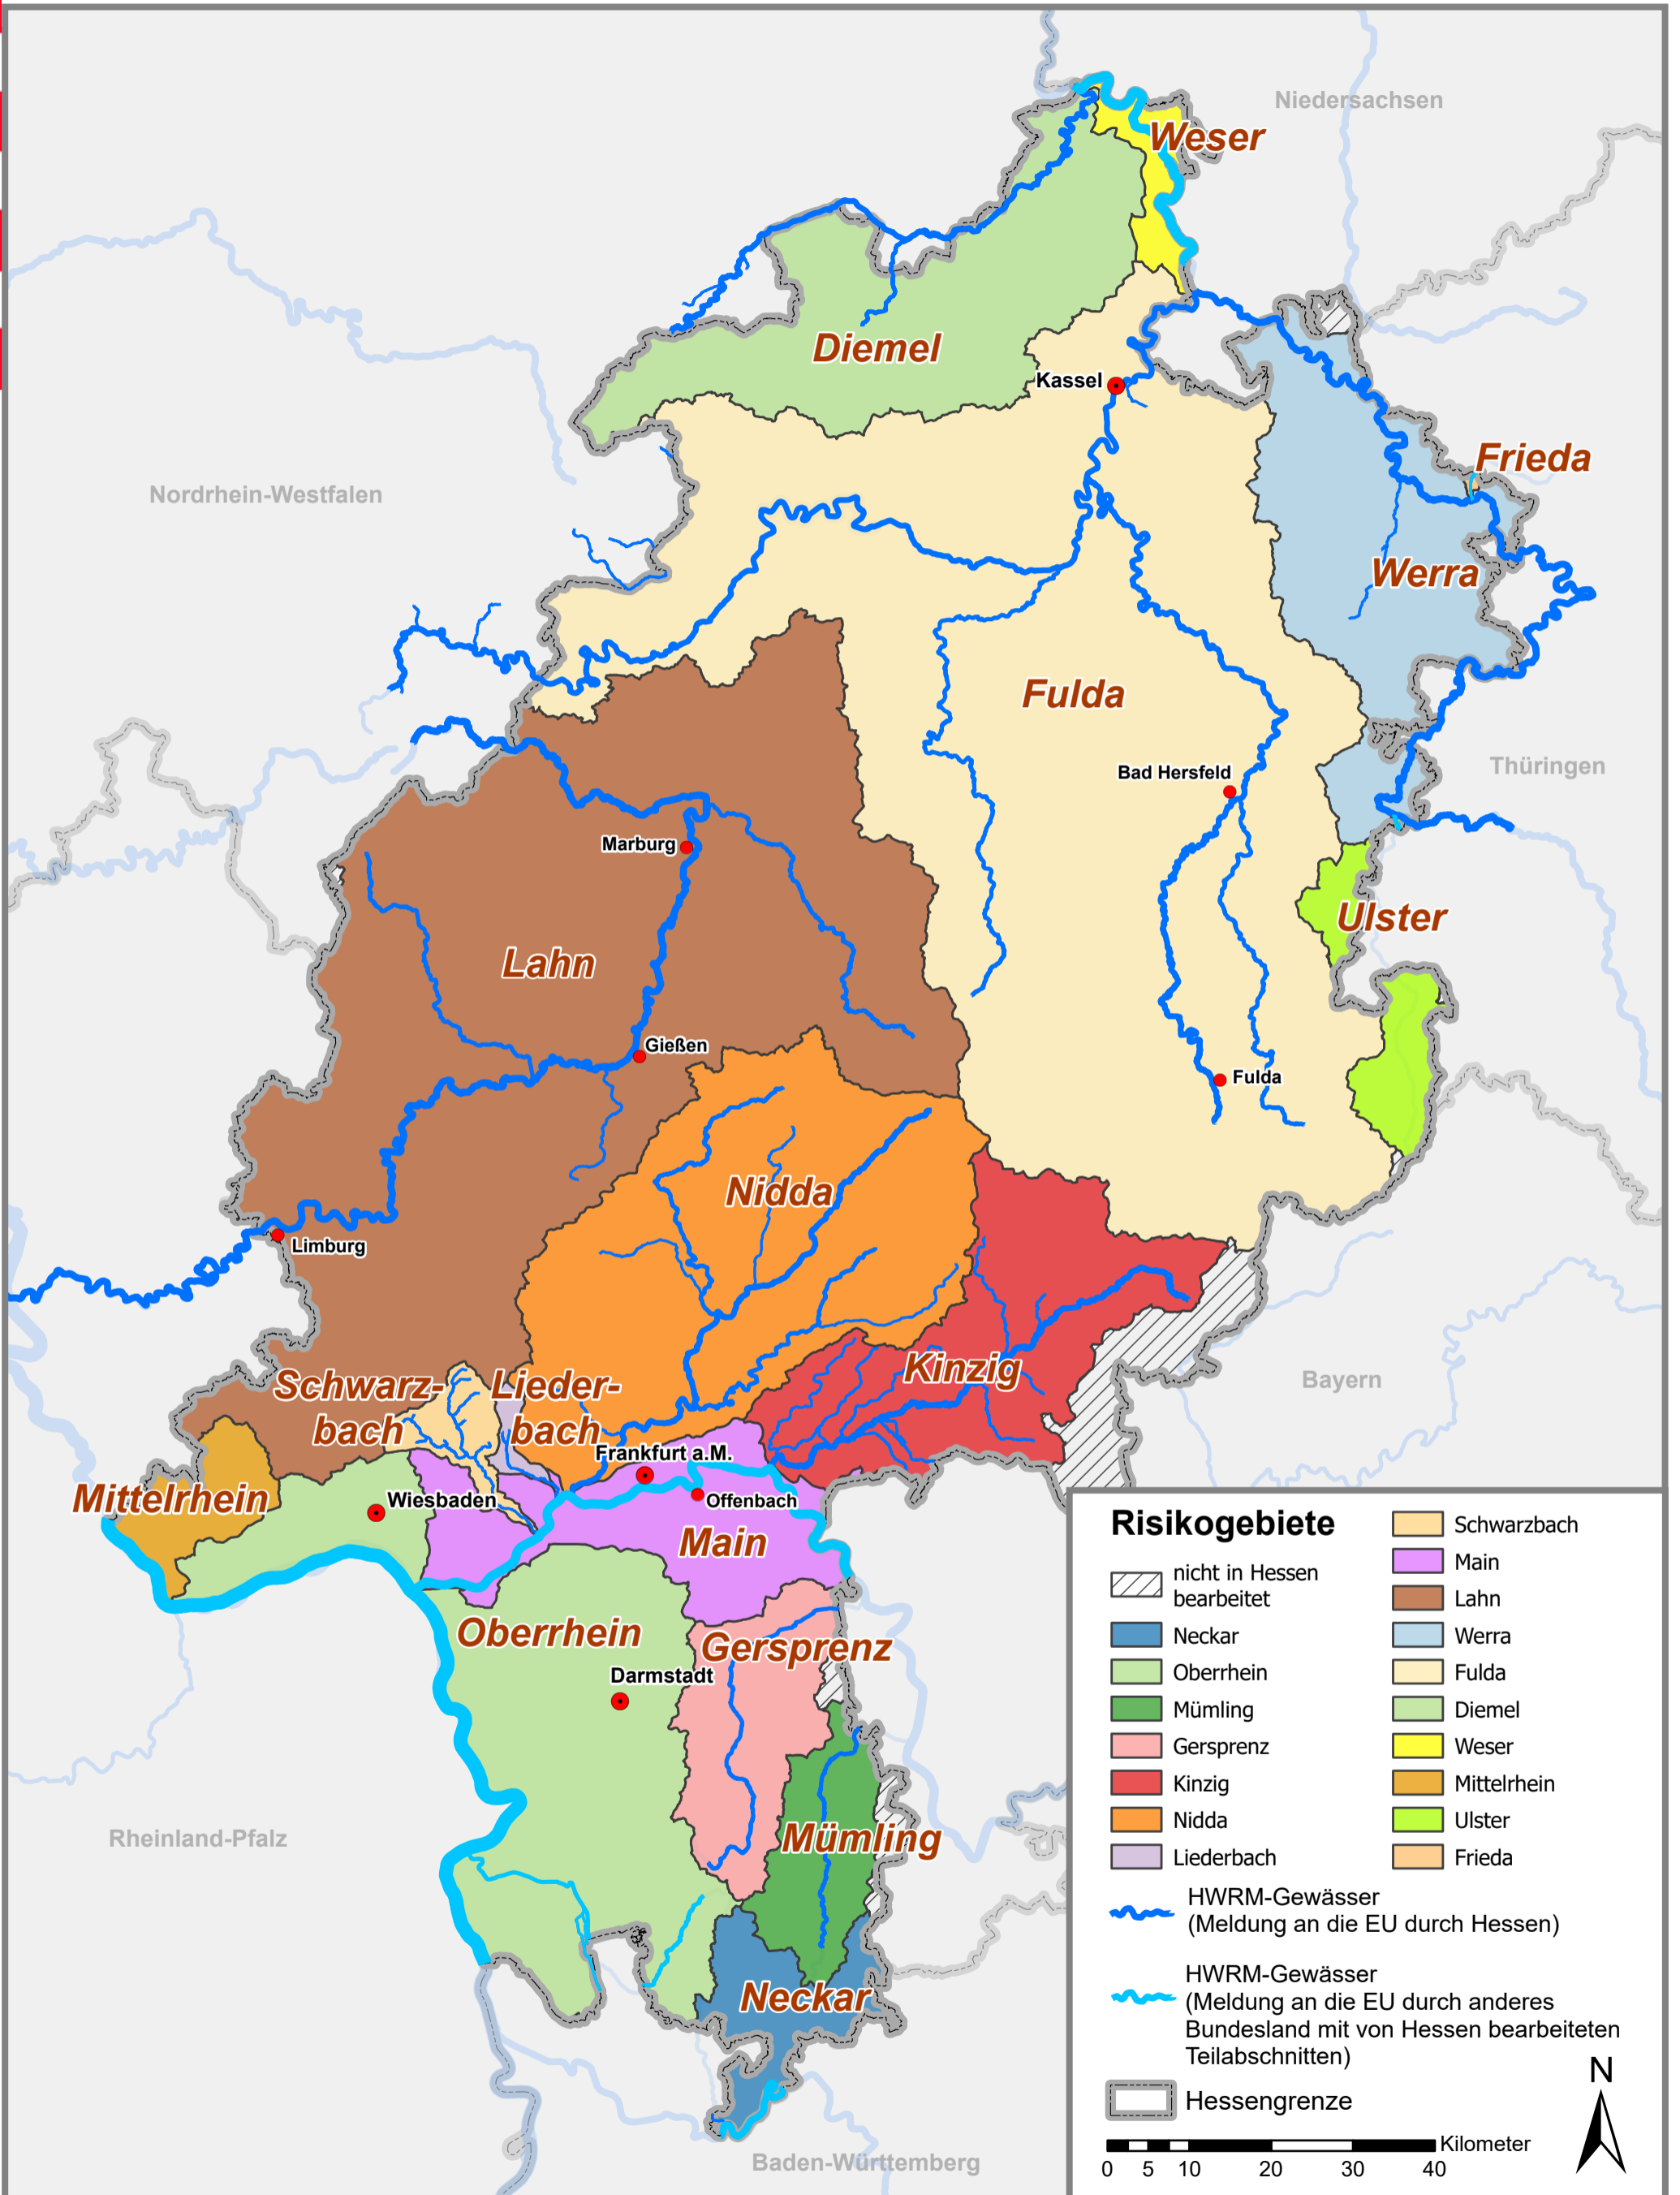 Niedersachsen
Weser
Diemel
Kassel
Frieda
Nordrhein-Westfalen
Werra
Fulda
Bad Hersfeld
Thüringen
Marburg
Ulster
Lahn
Gießen
Fulda
Nidda
Limburg
Kinzig
Bayern
Schwarz-
bach
Lieder-
bach
Frankfurt a.M.
Mittelrhein
Wiesbaden
Offenbach
Main
Oberrhein
Gersprenz
Darmstadt
Rheinland-Pfalz
Mümling
Neckar
Baden-Württemberg
Risikogebiete
nicht in Hessen
bearbeitet
Neckar
Oberrhein
Mümling
Gersprenz
Kinzig
Nidda
Liederbach
Schwarzbach
Main
Lahn
Werra
Fulda
Diemel
Weser
Mittelrhein
Ulster
Frieda
HWRM-Gewässer
(Meldung an die EU durch Hessen)
HWRM-Gewässer
(Meldung an die EU durch anderes
Bundesland mit von Hessen bearbeiteten
Teilabschnitten)
Hessengrenze
N
Kilometer
0 5 10 20 30 40